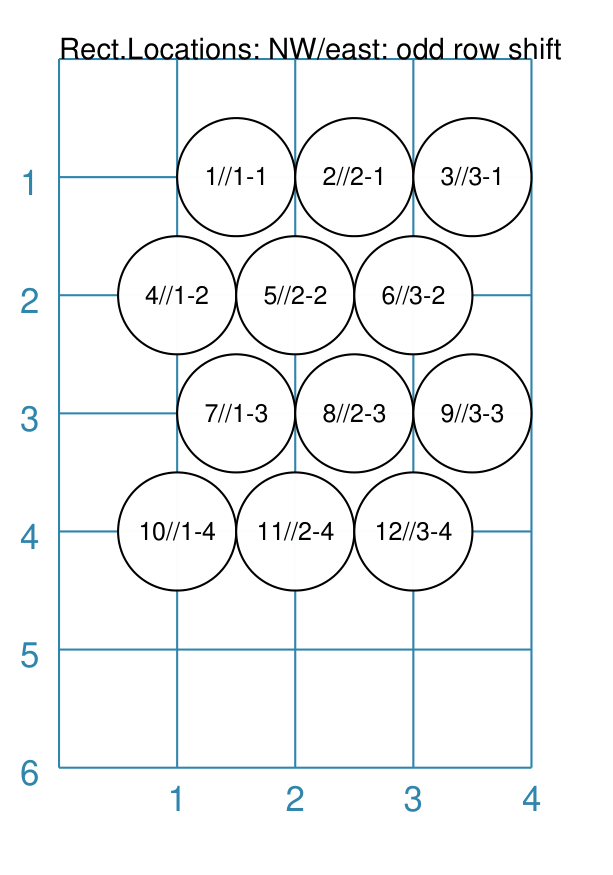 Rect.Locations: NW/east: odd row shift
1 1//1-1 2//2-1 3//3-1
2 4//1-2 5//2-2 6//3-2
3 7//1-3 8//2-3 9//3-3
4 10//1-4 11//2-4 12//3-4
5
6
1 2 3 4